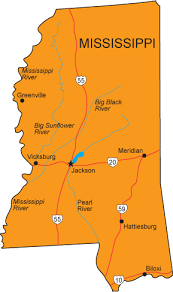 MISSISSIPPI
Mississippi
River
55
Greenville
Big Black
River
Big Sunflower
River
Vicksburg
Meridian
20
Jackson
Mississippi
River
Pearl
River
59
55
Hattiesburg
10
Biloxi